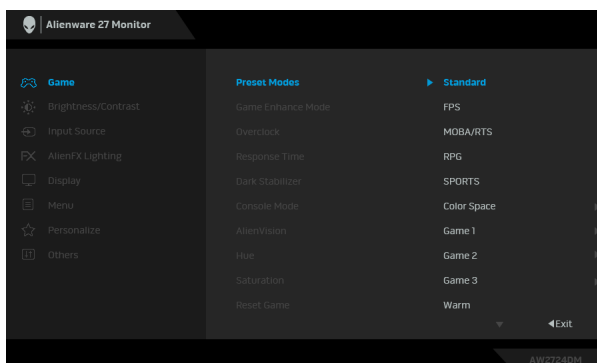 Alienware 27 Monitor
Game
Preset Modes
Standard
Brightness/Contrast
Game Enhance Mode
FPS
Input Source
Overclock
MOBA/RTS
FX
AlienFX Lighting
Response Time
RPG
Display
Dark Stabilizer
SPORTS
Menu
Console Mode
Color Space
Personalize
AlienVision
Game 1
Others
Hue
Game 2
Saturation
Game 3
Reset Game
Warm
Exit
AW2724DM